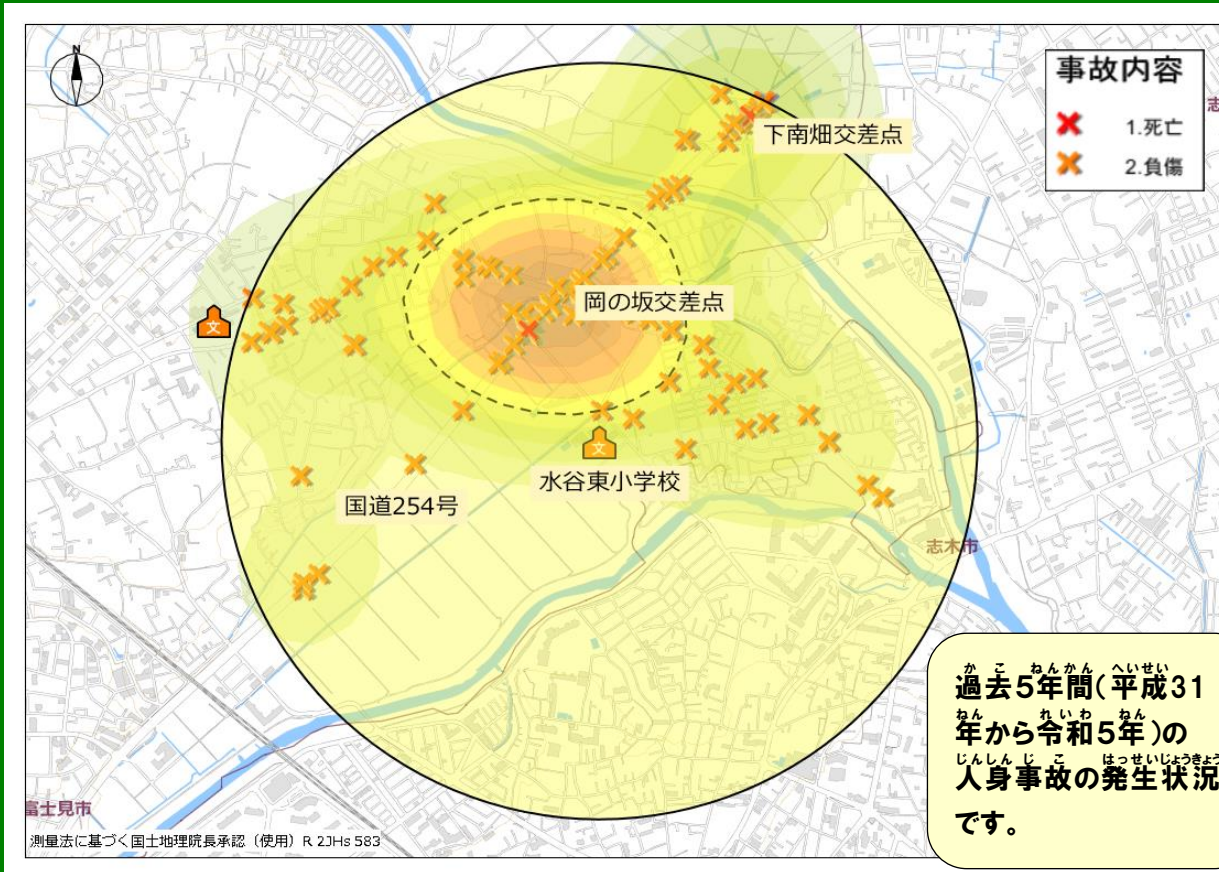 N
事故内容
1.死亡
2.負傷
志
下南畑交差点
岡の坂交差点
文
文
水谷東小学校
国道254号
志木市
富士見市
測量法に基づく国土地理院長承認（使用）R 2JHs 583
かこ ねんかん へいせい
過去5年間(平成31
ねん れいわ ねん
年から令和5年)の
じんしんじこ はっせいじょうきょう
人身事故の発生状況
です。